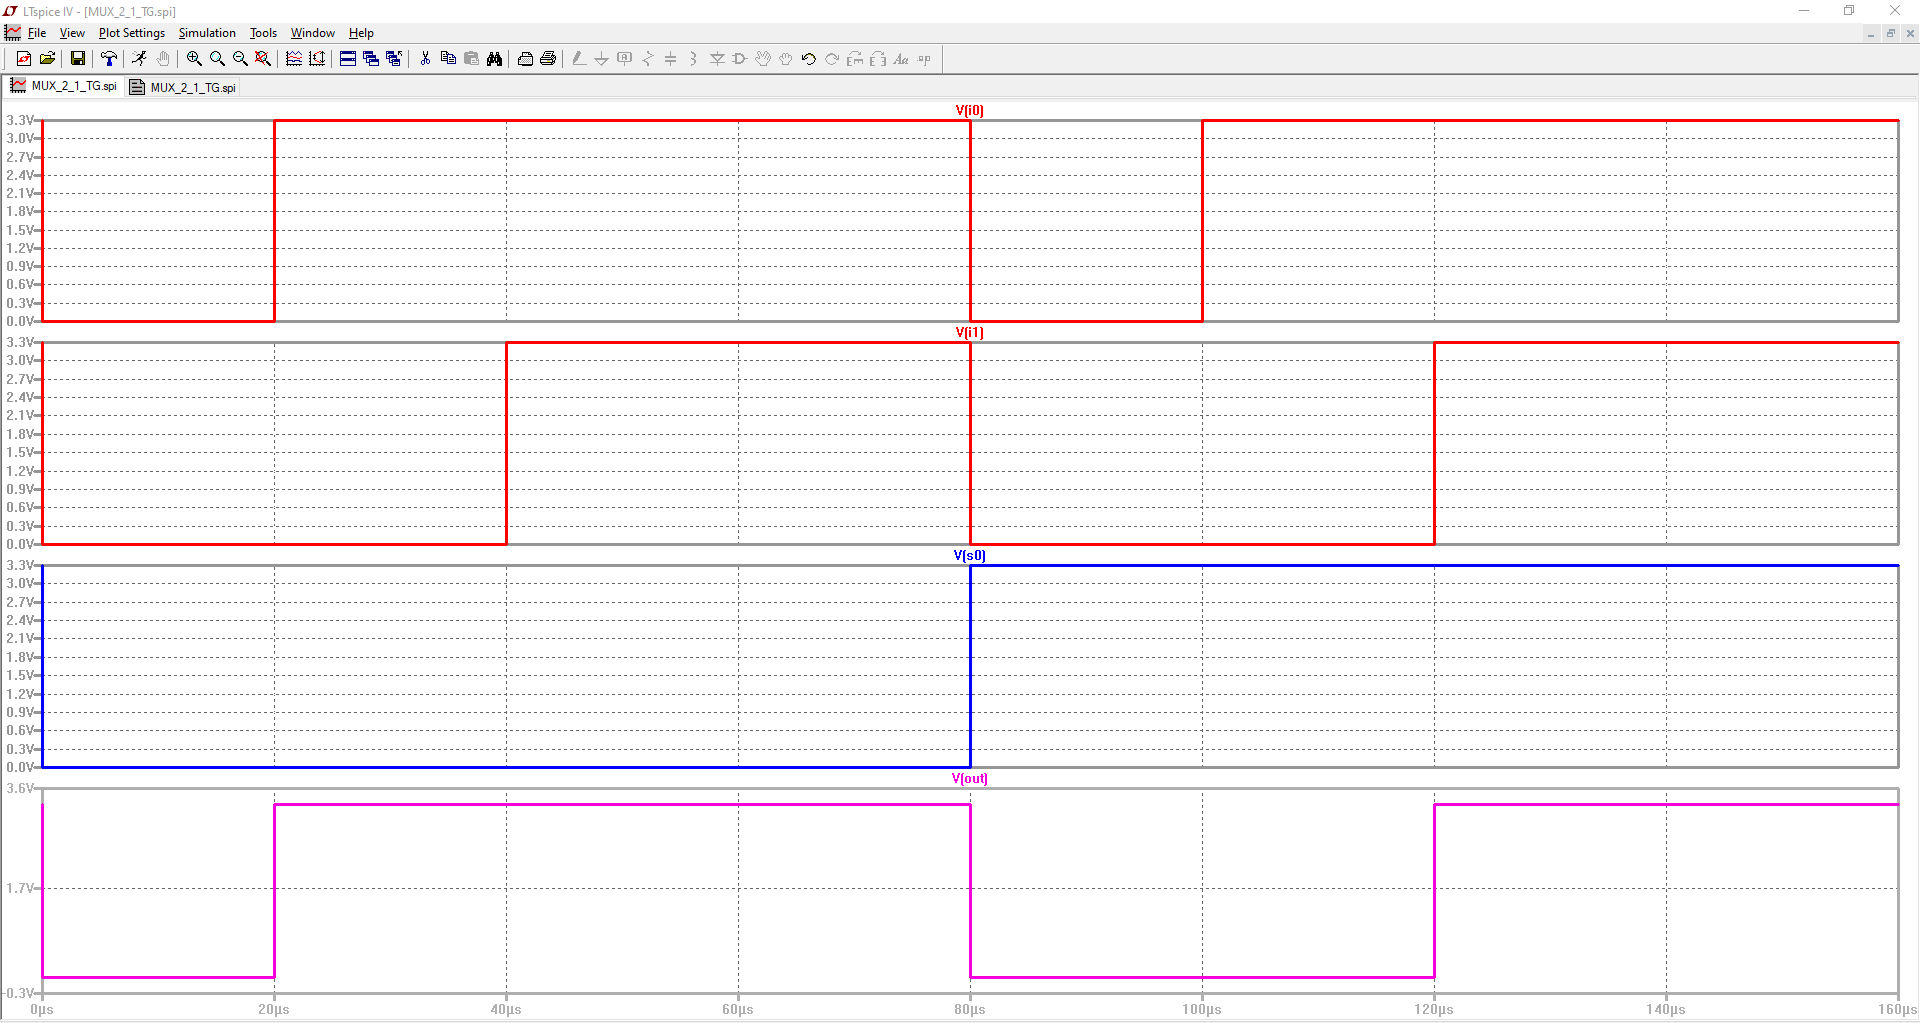 LTspice IV - [MUX_2_1_TG.spi]
File View Plot Settings Simulation Tools Window Help
MUX_2_1_TG.spi MUX_2_1_TG.spi
V(i0)
3.3V
3.0V
2.7V
2.4V
2.1V
1.8V
1.5V
1.2V
0.9V
0.6V
0.3V
0.0V
V(i1)
3.3V
3.0V
2.7V
2.4V
2.1V
1.8V
1.5V
1.2V
0.9V
0.6V
0.3V
0.0V
V(s0)
3.3V
3.0V
2.7V
2.4V
2.1V
1.8V
1.5V
1.2V
0.9V
0.6V
0.3V
0.0V
V(out)
3.6V
1.7V
-0.3V
0µs 20µs 40µs 60µs 80µs 100µs 120µs 140µs 160µs